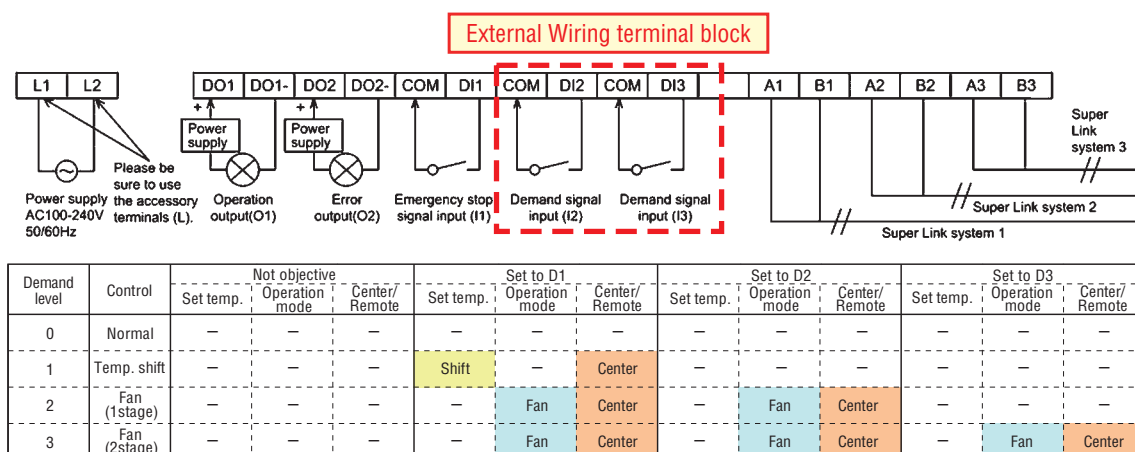 External Wiring terminal block
L1 L2 DO1 DO1- DO2 DO2- COM DI1 COM DI2 COM DI3 A1 B1 A2 B2 A3 B3
+ Power supply
+ Power supply
Please be sure to use the accessory terminals (L).
Power supply
AC100-240V
50/60Hz
Operation output(O1)
Error output(O2)
Emergency stop signal input (I1)
Demand signal input (I2)
Demand signal input (I3)
Super Link system 3
Super Link system 2
Super Link system 1
Demand level Control Not objective Set to D1 Set to D2 Set to D3
Set temp. Operation mode Center/Remote Set temp. Operation mode Center/Remote Set temp. Operation mode Center/Remote Set temp. Operation mode Center/Remote
0 Normal – – – – – – – – – – – –
1 Temp. shift – – – Shift – Center – – – – – –
2 Fan (1stage) – – – – Fan Center – Fan Center – – –
3 Fan (2stage) – – – – Fan Center – Fan Center – Fan Center